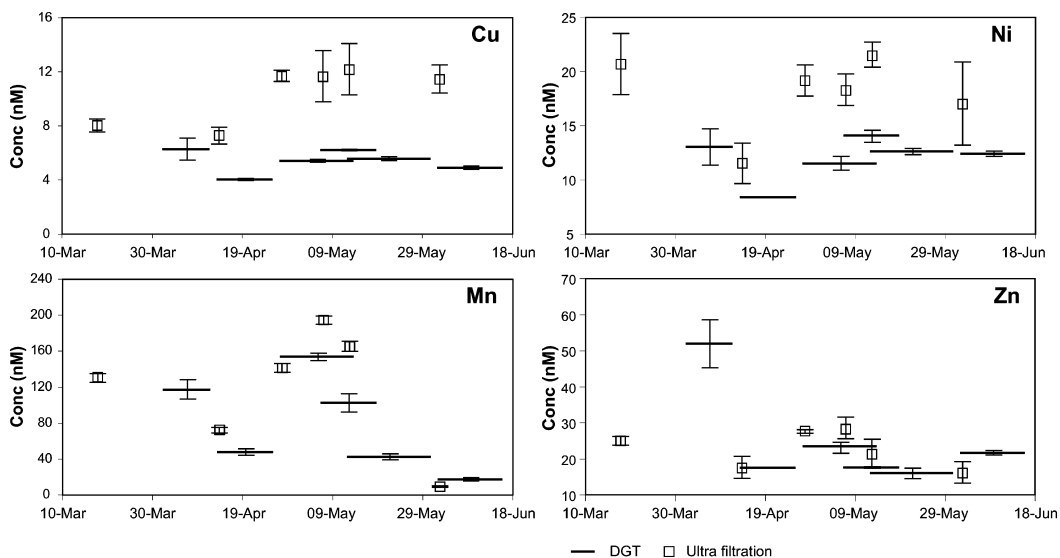 Cu
Conc (nM)
16
12
8
4
0
10-Mar 30-Mar 19-Apr 09-May 29-May 18-Jun
Ni
Conc (nM)
25
20
15
10
5
10-Mar 30-Mar 19-Apr 09-May 29-May 18-Jun
Mn
Conc (nM)
240
200
160
120
80
40
0
10-Mar 30-Mar 19-Apr 09-May 29-May 18-Jun
Zn
Conc (nM)
70
60
50
40
30
20
10
10-Mar 30-Mar 19-Apr 09-May 29-May 18-Jun
DGT Ultra filtration